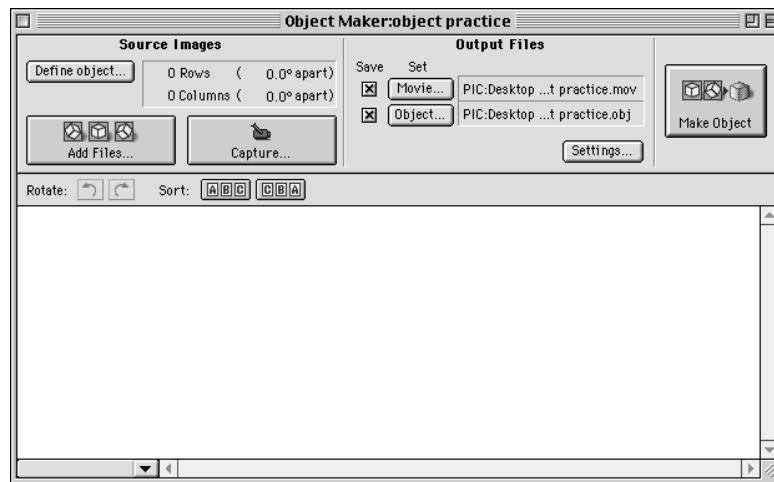 Object Maker:object practice
Source Images
Define object...
0 Rows ( 0.0° apart)
0 Columns ( 0.0° apart)
Add Files...
Capture...
Output Files
Save Set
Movie... PIC:Desktop ...t practice.mov
Object... PIC:Desktop ...t practice.obj
Settings...
Make Object
Rotate: Sort: ABC CBA